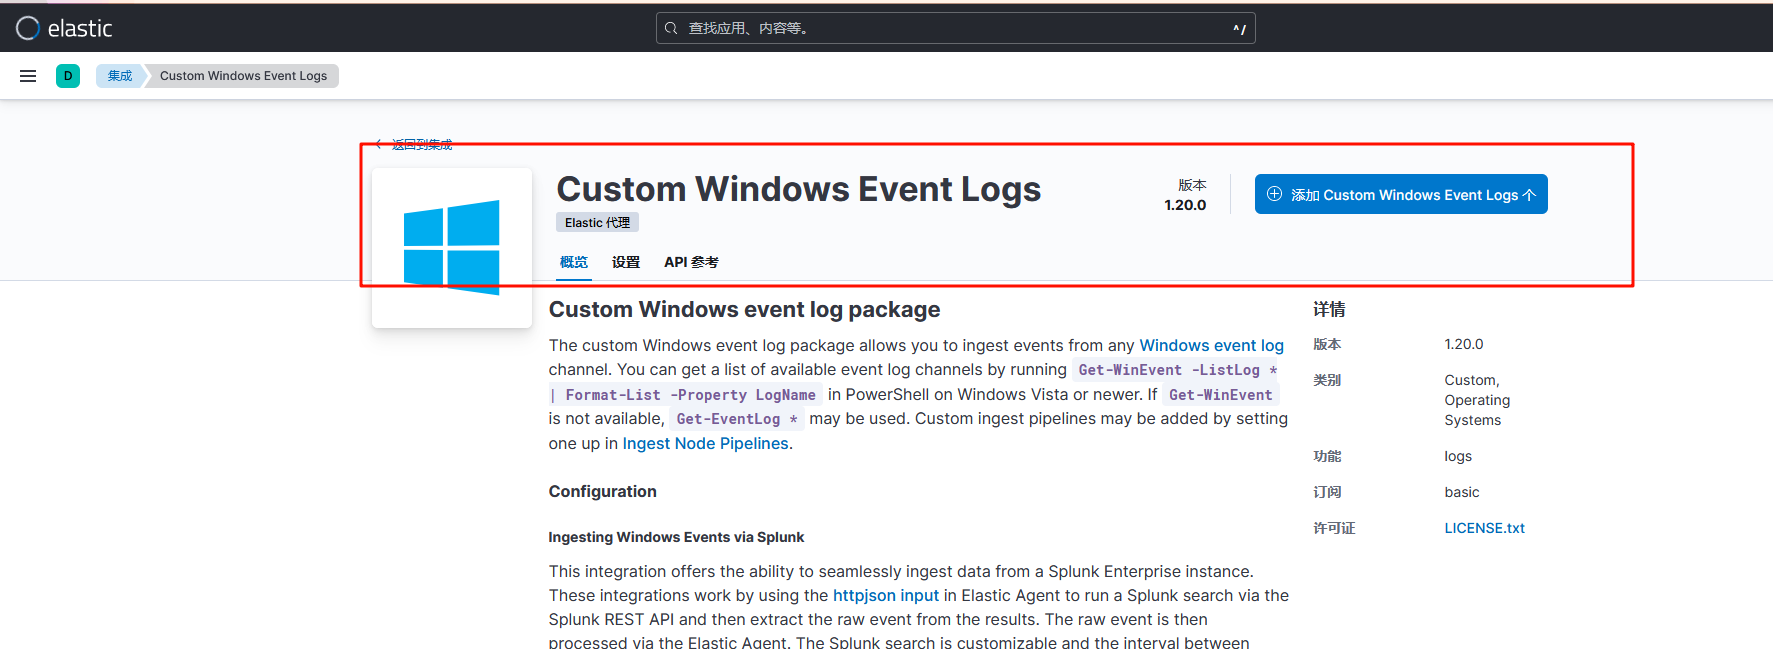 elastic
查找应用、内容等。
^/
D
集成
Custom Windows Event Logs
返回到集成
Custom Windows Event Logs
Elastic 代理
版本
1.20.0
添加 Custom Windows Event Logs 个
概览
设置
API 参考
Custom Windows event log package
The custom Windows event log package allows you to ingest events from any Windows event log
channel. You can get a list of available event log channels by running Get-WinEvent -ListLog *
| Format-List -Property LogName in PowerShell on Windows Vista or newer. If Get-WinEvent
is not available, Get-EventLog * may be used. Custom ingest pipelines may be added by setting
one up in Ingest Node Pipelines.
Configuration
Ingesting Windows Events via Splunk
This integration offers the ability to seamlessly ingest data from a Splunk Enterprise instance.
These integrations work by using the httpjson input in Elastic Agent to run a Splunk search via the
Splunk REST API and then extract the raw event from the results. The raw event is then
processed via the Elastic Agent. The Splunk search is customizable and the interval between
详情
版本
1.20.0
类别
Custom,
Operating
Systems
功能
logs
订阅
basic
许可证
LICENSE.txt